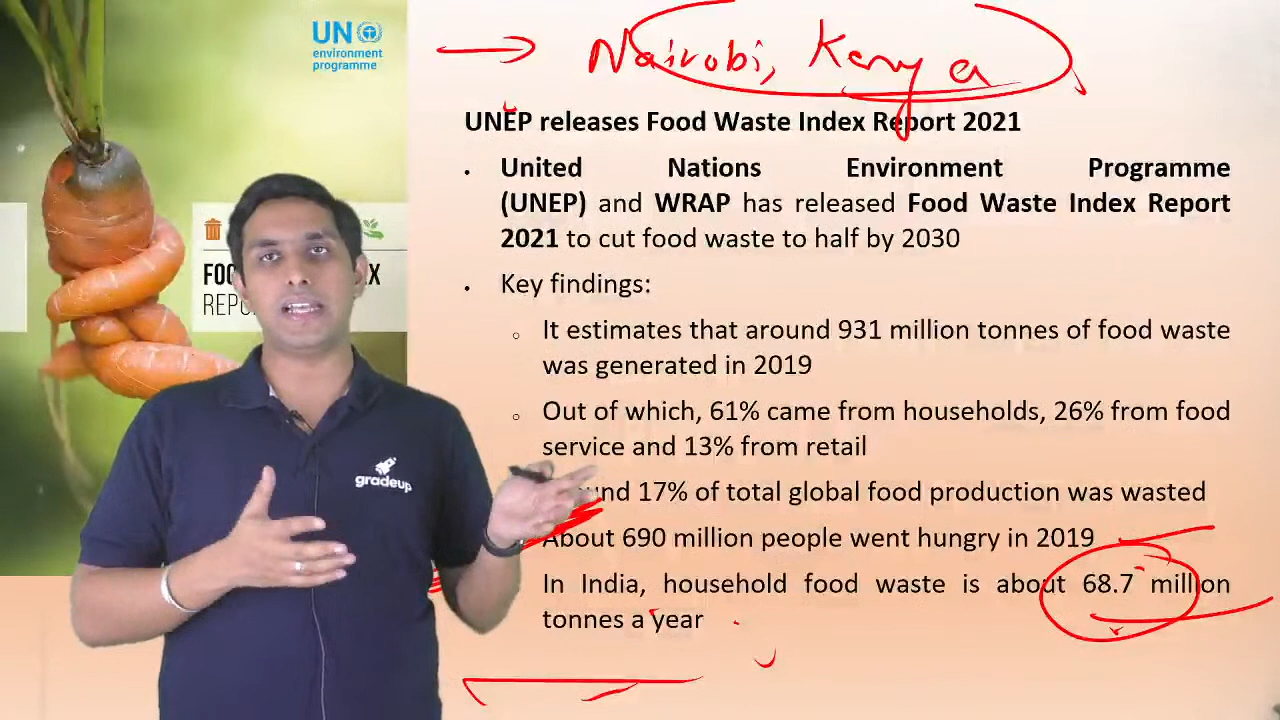 UN
environment
programme
Nairobi, Kenya
UNEP releases Food Waste Index Report 2021
• United Nations Environment Programme
(UNEP) and WRAP has released Food Waste Index Report
2021 to cut food waste to half by 2030
• Key findings:
It estimates that around 931 million tonnes of food waste
was generated in 2019
Out of which, 61% came from households, 26% from food
service and 13% from retail
17% of total global food production was wasted
About 690 million people went hungry in 2019
In India, household food waste is about 68.7 million
tonnes a year
gradeup